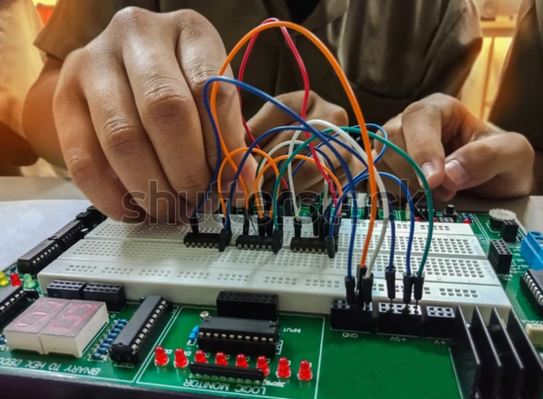 shutterstock
INPUT
GND
+5V
+V
BINARY TO HEX DECODER
LOGIC MONITOR